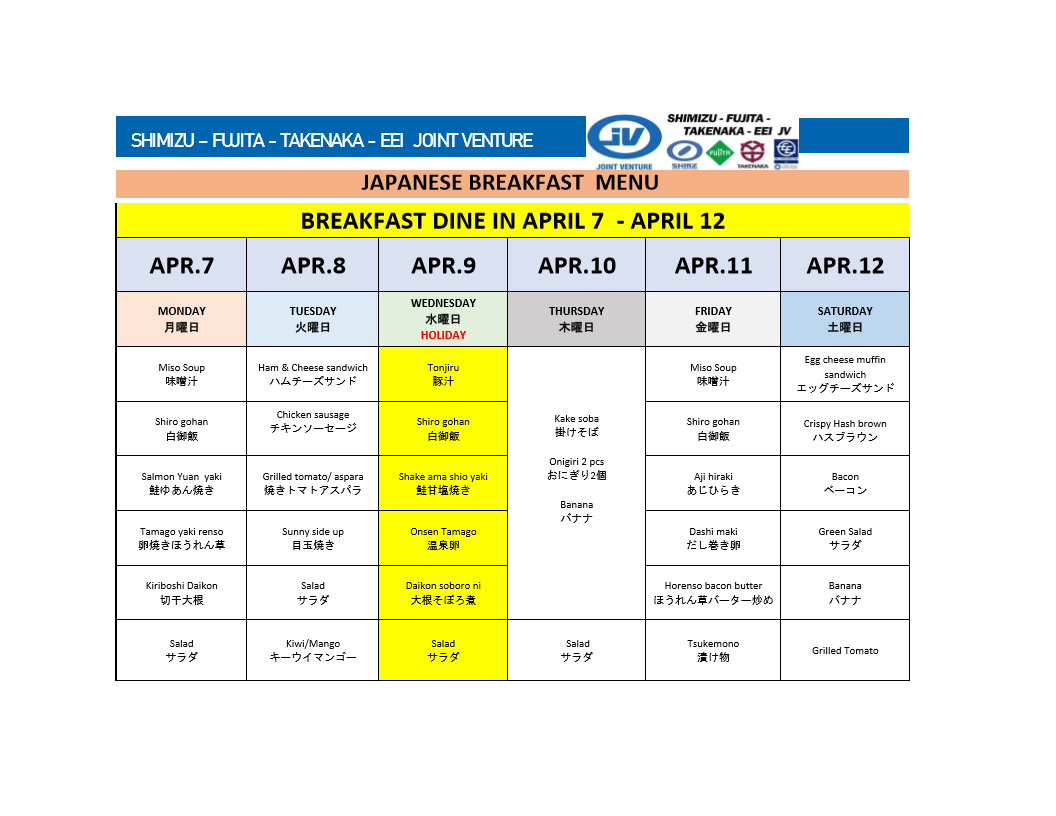 SHIMIZU – FUJITA - TAKENAKA - EEI JOINT VENTURE
JV
JOINT VENTURE
SHIMIZU - FUJITA -
TAKENAKA - EEI JV
SHMZ
FUJITA
TAKENAKA
JAPANESE BREAKFAST MENU
BREAKFAST DINE IN APRIL 7 - APRIL 12
APR.7
APR.8
APR.9
APR.10
APR.11
APR.12
MONDAY
月曜日
TUESDAY
火曜日
WEDNESDAY
水曜日
HOLIDAY
THURSDAY
木曜日
FRIDAY
金曜日
SATURDAY
土曜日
Miso Soup
味噌汁
Ham & Cheese sandwich
ハムチーズサンド
Tonjiru
豚汁
Kake soba
掛けそば
Onigiri 2 pcs
おにぎり2個
Banana
バナナ
Miso Soup
味噌汁
Egg cheese muffin
sandwich
エッグチーズサンド
Shiro gohan
白御飯
Chicken sausage
チキンソーセージ
Shiro gohan
白御飯
Shiro gohan
白御飯
Crispy Hash brown
ハスブラウン
Salmon Yuan yaki
鮭ゆあん焼き
Grilled tomato/ aspara
焼きトマトアスパラ
Shake ama shio yaki
鮭甘塩焼き
Aji hiraki
あじひらき
Bacon
ベーコン
Tamago yaki renso
卵焼きほうれん草
Sunny side up
目玉焼き
Onsen Tamago
温泉卵
Dashi maki
だし巻き卵
Green Salad
サラダ
Kiriboshi Daikon
切干大根
Salad
サラダ
Daikon soboro ni
大根そぼろ煮
Horenso bacon butter
ほうれん草バーター炒め
Banana
バナナ
Salad
サラダ
Kiwi/Mango
キーウイマンゴー
Salad
サラダ
Salad
サラダ
Tsukemono
漬け物
Grilled Tomato